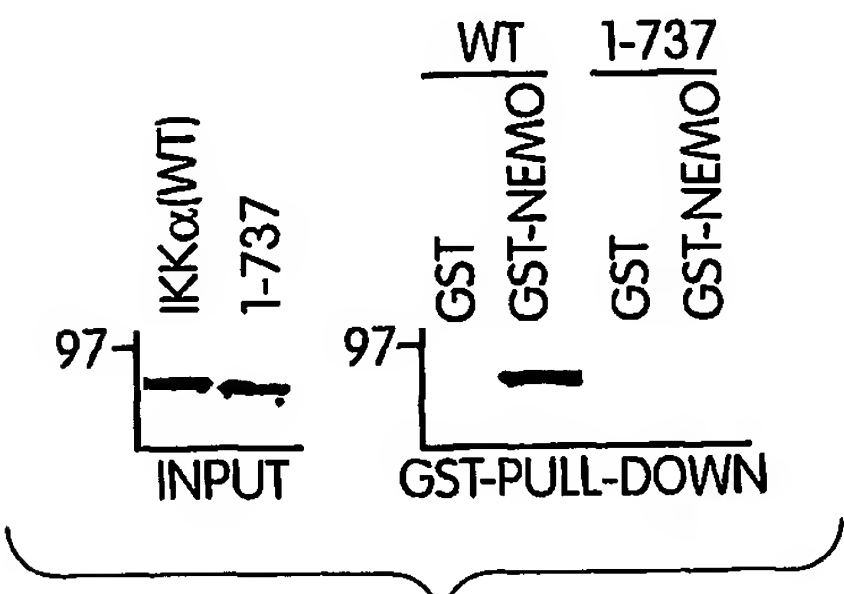 WT 1-737
IKKα(WT)
1-737
GST
GST-NEMO
GST
GST-NEMO
97
97
INPUT
GST-PULL-DOWN